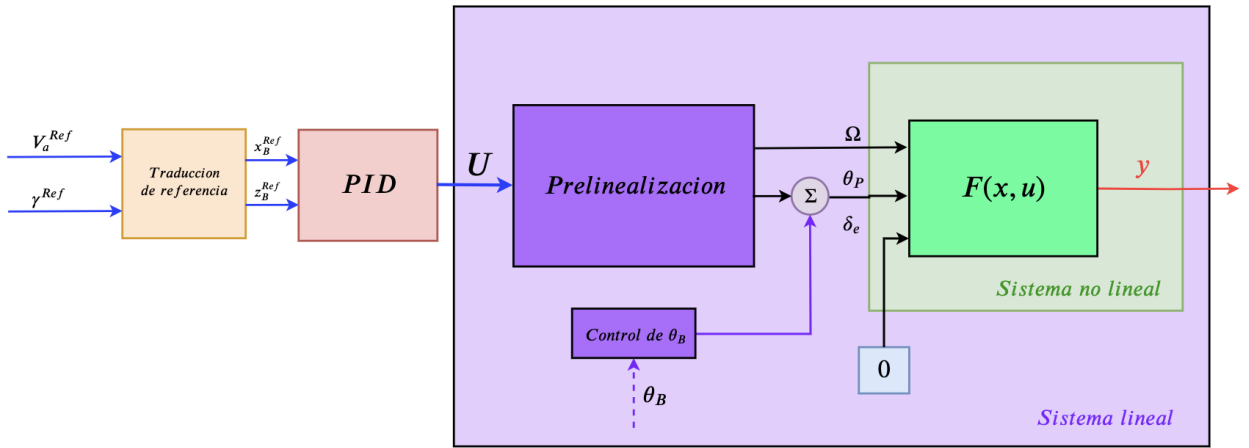 V_a^Ref
γ^Ref
Traduccion
de referencia
x_B^Ref
z_B^Ref
PID
U
Prelinealizacion
Ω
θ_P
δ_e
Σ
F(x, u)
y
Sistema no lineal
Control de θ_B
θ_B
0
Sistema lineal